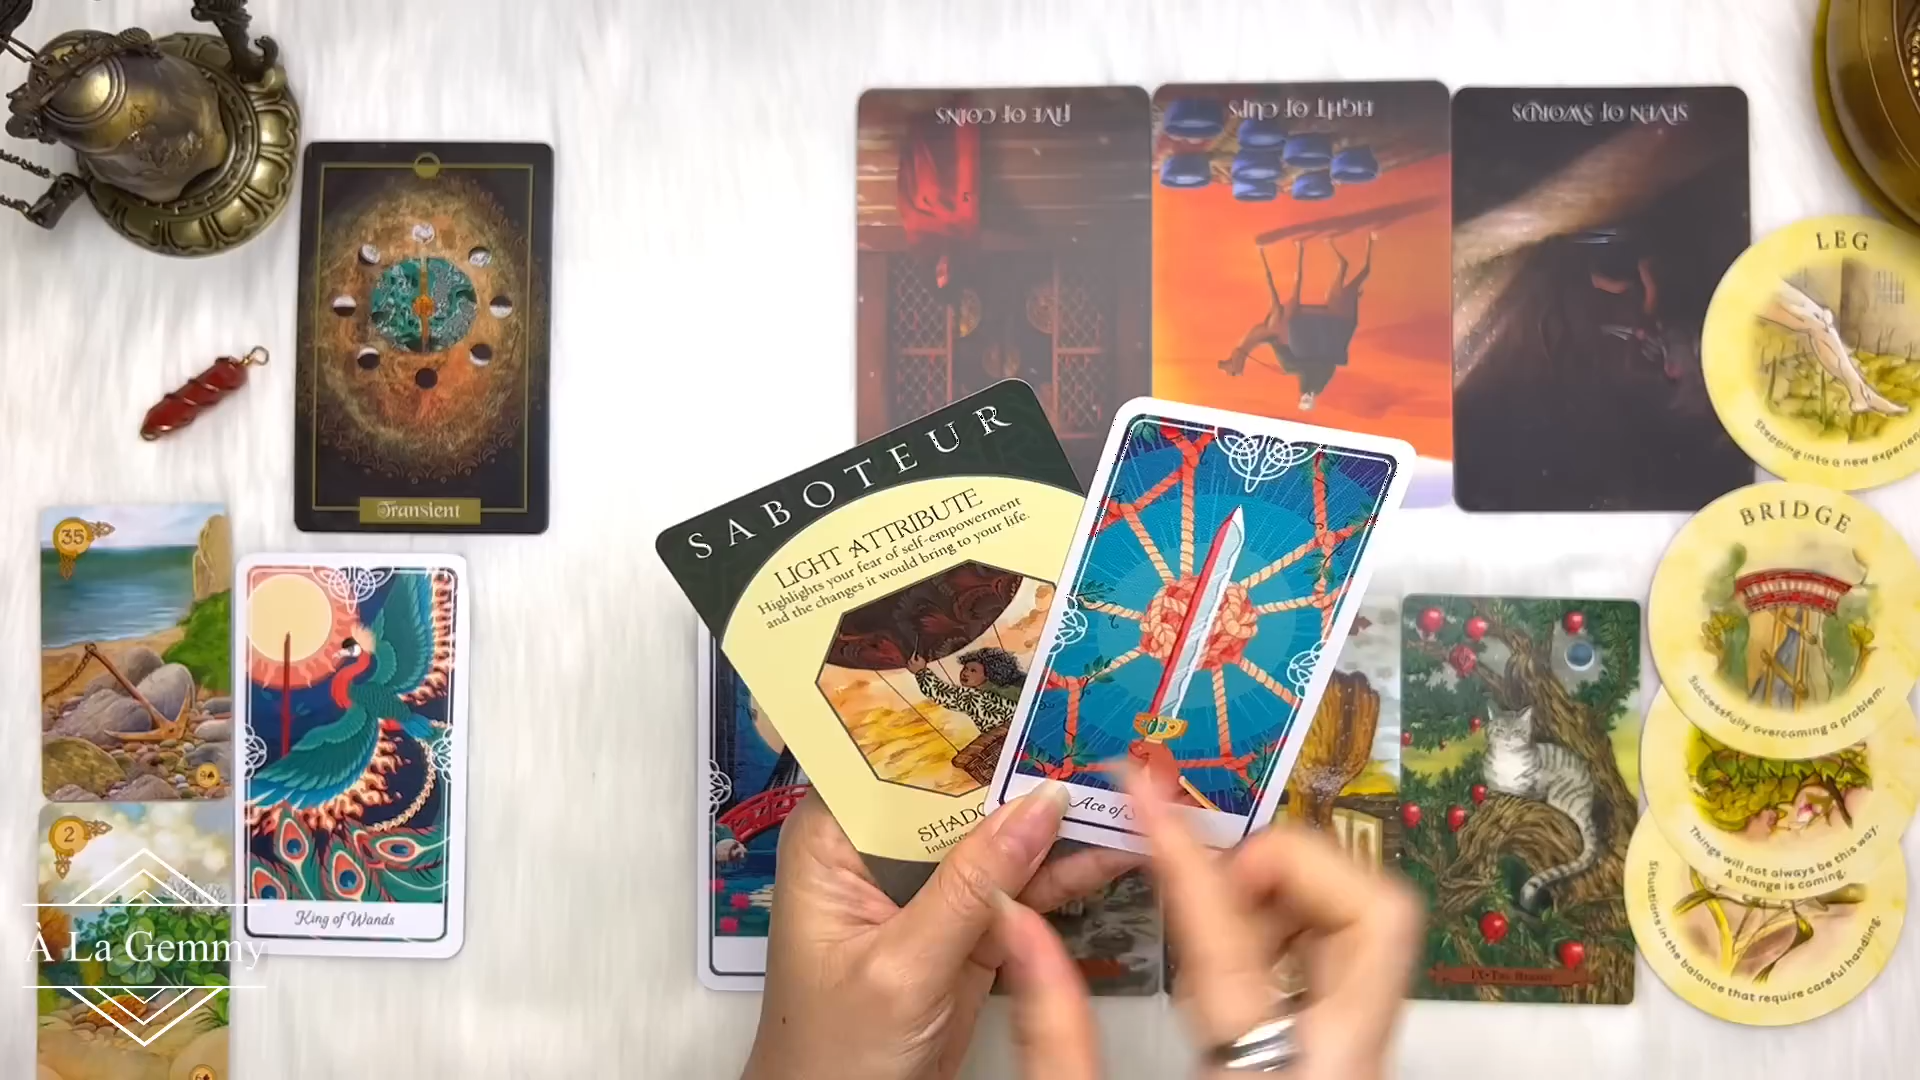 FIVE OF COINS
EIGHT OF CUPS
SEVEN OF SWORDS
Transient
35
9
2
King of Wands
À La Gemmy
SABOTEUR
LIGHT ATTRIBUTE
Highlights your fear of self-empowerment
and the changes it would bring to your life.
Ace of
LEG
Stepping into a new
BRIDGE
Successfully overcoming a problem.
Things will not always be this way.
A change is coming.
Situations in the balance that require careful handling.
IX • The Hermit